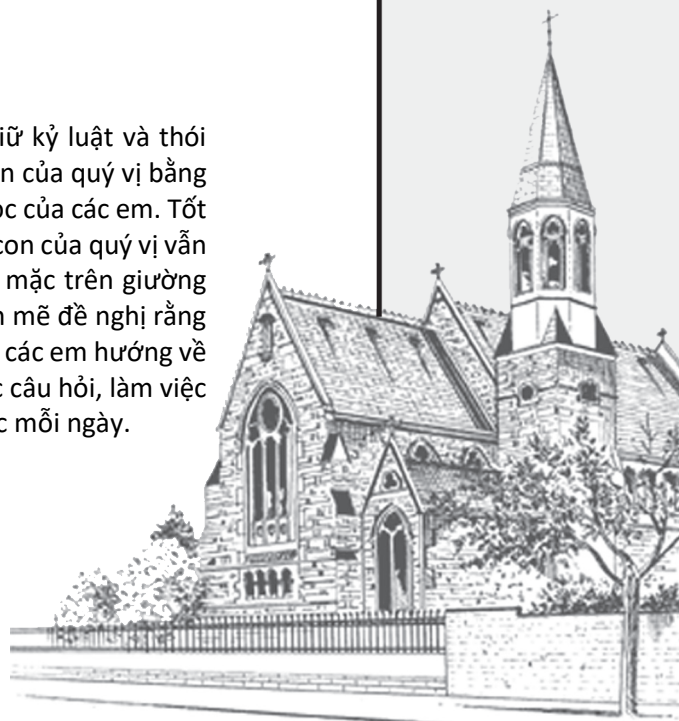 kỷ luật và thói
của quý vị bằng
của các em. Tốt
con của quý vị vẫn
mặc trên giường
mẽ đề nghị rằng
các em hướng về
câu hỏi, làm việc
mỗi ngày.